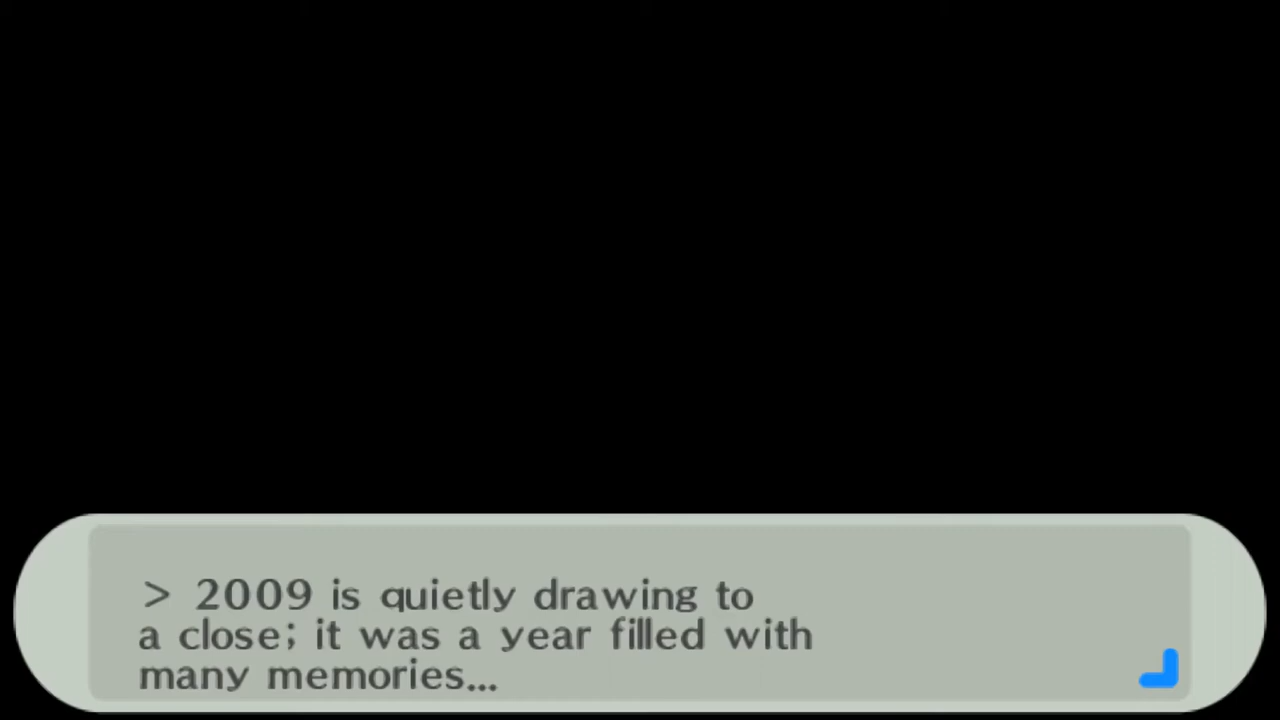 > 2009 is quietly drawing to
a close; it was a year filled with
many memories...